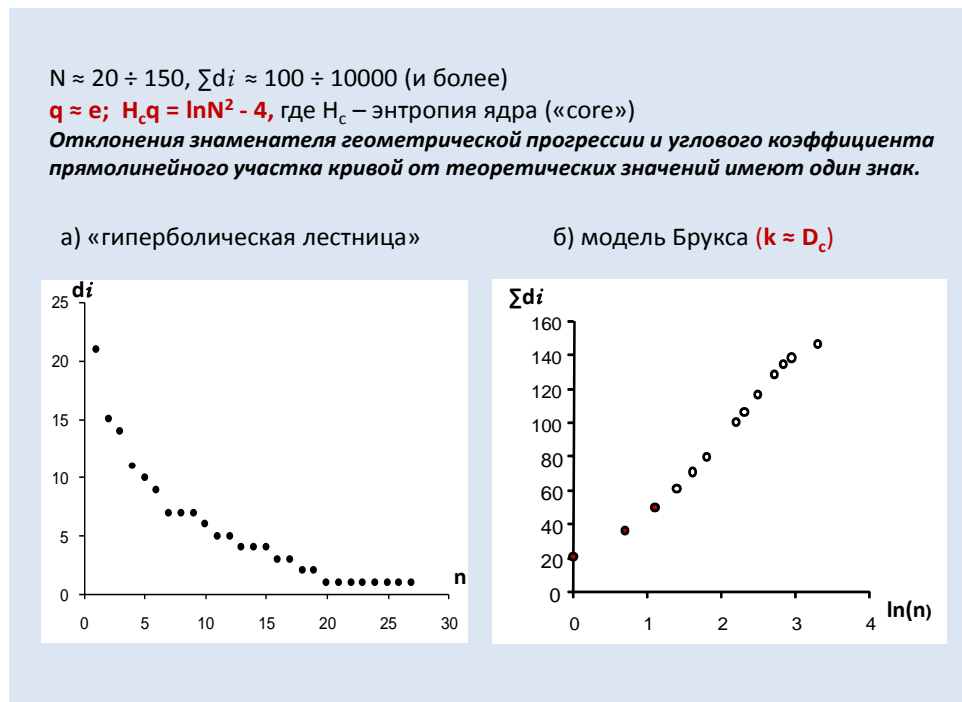 N ≈ 20 ÷ 150, ∑di ≈ 100 ÷ 10000 (и более)
q ≈ e; H𝖼q = lnN² - 4, где H𝖼 – энтропия ядра («core»)
Отклонения знаменателя геометрической прогрессии и углового коэффициента
прямолинейного участка кривой от теоретических значений имеют один знак.
а) «гиперболическая лестница»
б) модель Брукса (k ≈ D𝖼)
di
25
20
15
10
5
0
0 5 10 15 20 25 30
n
∑di
160
140
120
100
80
60
40
20
0
0 1 2 3 4
ln(n)